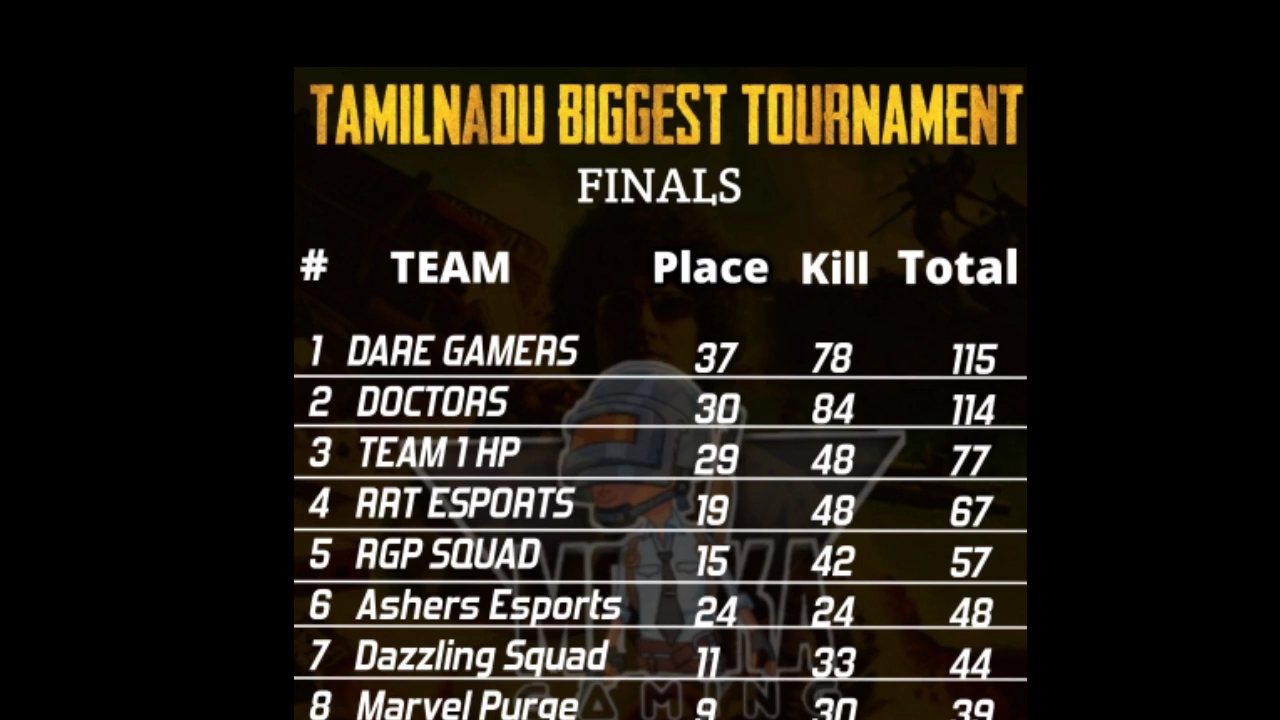 TAMILNADU BIGGEST TOURNAMENT
FINALS
# TEAM Place Kill Total
1 DARE GAMERS 37 78 115
2 DOCTORS 30 84 114
3 TEAM 1 HP 29 48 77
4 RRT ESPORTS 19 48 67
5 RGP SQUAD 15 42 57
6 Ashers Esports 24 24 48
7 Dazzling Squad 11 33 44
8 Marvel Purge 9 30 39
GAMING